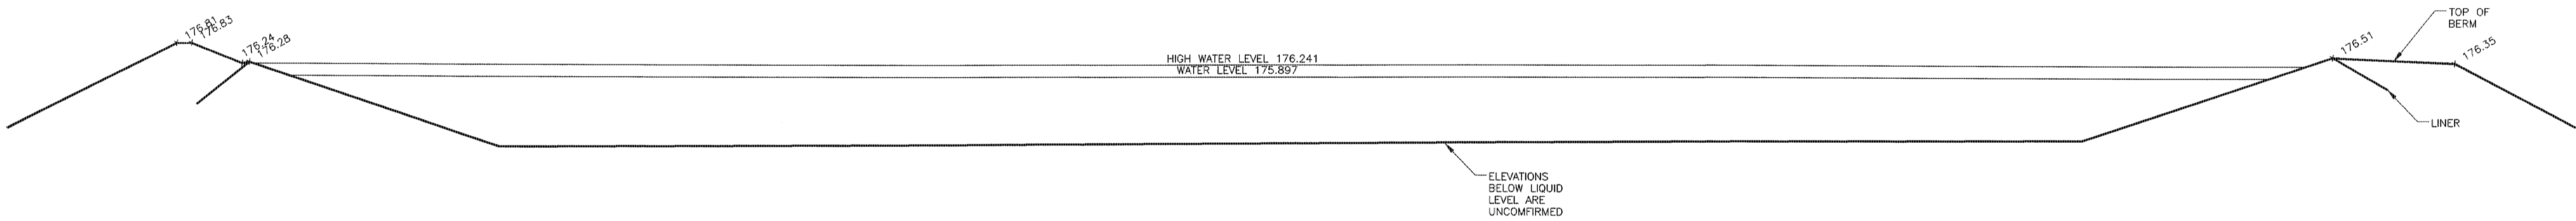 176.81
176.83
176.24
176.28
HIGH WATER LEVEL 176.241
WATER LEVEL 175.897
176.51
TOP OF
BERM
176.35
LINER
ELEVATIONS
BELOW LIQUID
LEVEL ARE
UNCOMFIRMED